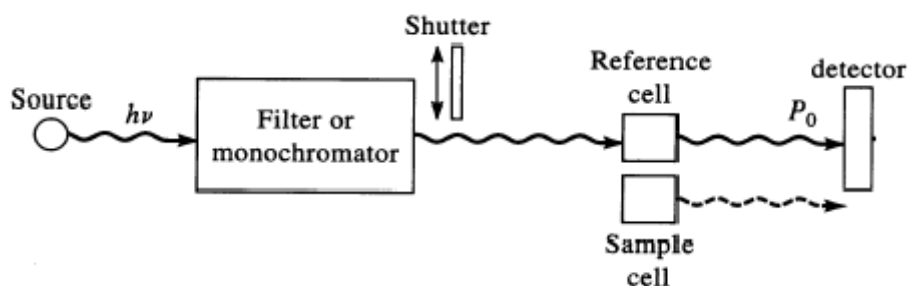 Shutter
Source
hν
Filter or
monochromator
Reference
cell
P₀
detector
Sample
cell